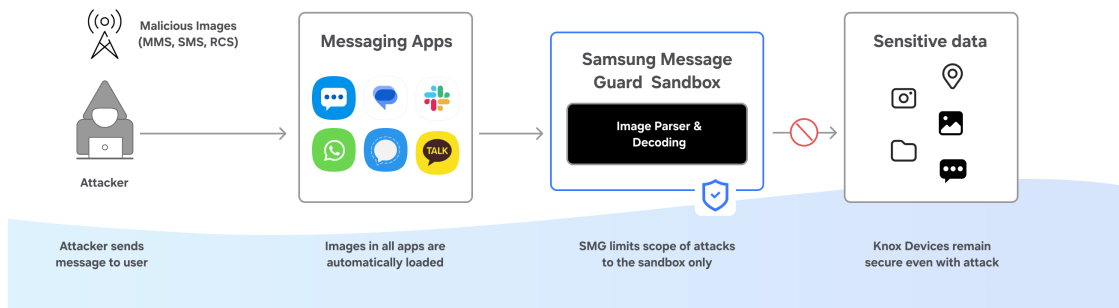 Malicious Images
(MMS, SMS, RCS)
Attacker
Messaging Apps
TALK
Samsung Message
Guard Sandbox
Image Parser &
Decoding
Sensitive data
Attacker sends
message to user
Images in all apps are
automatically loaded
SMG limits scope of attacks
to the sandbox only
Knox Devices remain
secure even with attack